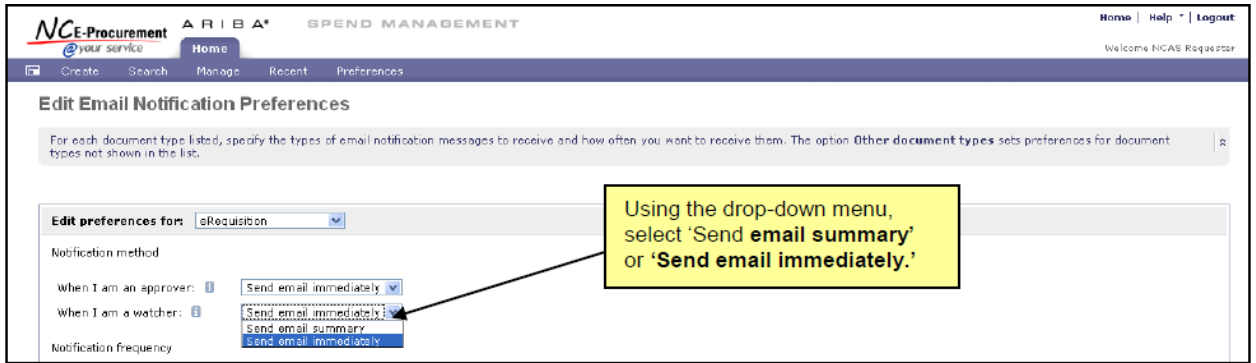 NCE-Procurement
@your service
ARIBA® SPEND MANAGEMENT
Home | Help | Logout
Home
Welcome NCAS Requester
Create Search Manage Recent Preferences
Edit Email Notification Preferences
For each document type listed, specify the types of email notification messages to receive and how often you want to receive them. The option Other document types sets preferences for document
types not shown in the list.
Using the drop-down menu,
select ‘Send email summary’
or ‘Send email immediately.’
Edit preferences for: eRequisition
Notification method
When I am an approver: Send email immediately
When I am a watcher: Send email immediately
Send email summary
Send email immediately
Notification frequency